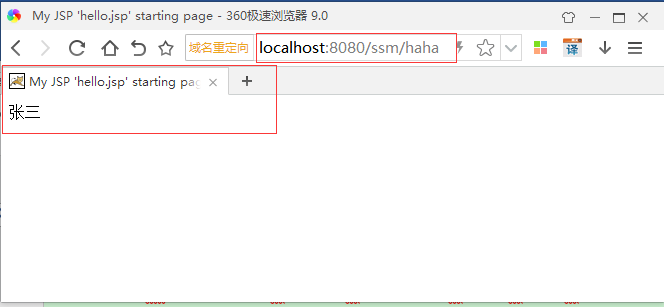 My JSP 'hello.jsp' starting page - 360极速浏览器 9.0
域名重定向 localhost:8080/ssm/haha 译
My JSP 'hello.jsp' starting pag
张三